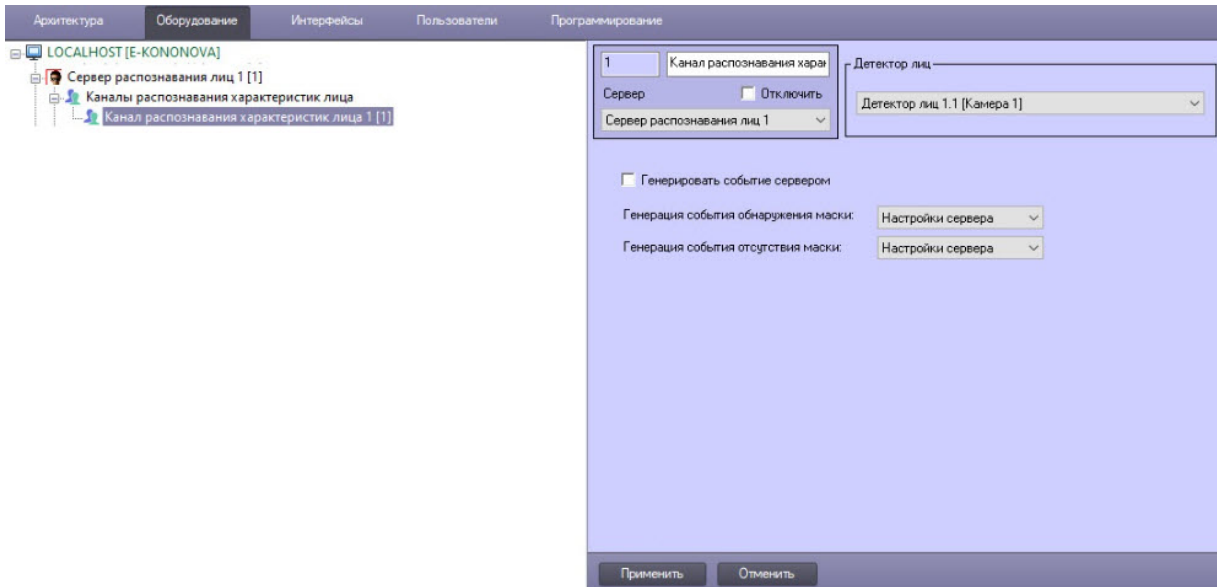 Архитектура Оборудование Интерфейсы Пользователи Программирование
LOCALHOST [E-KONONOVA]
Сервер распознавания лиц 1 [1]
Каналы распознавания характеристик лица
Канал распознавания характеристик лица 1 [1]
1 Канал распознавания харак
Сервер Отключить
Сервер распознавания лиц 1
Детектор лиц
Детектор лиц 1.1 [Камера 1]
Генерировать событие сервером
Генерация события обнаружения маски: Настройки сервера
Генерация события отсутствия маски: Настройки сервера
Применить Отменить